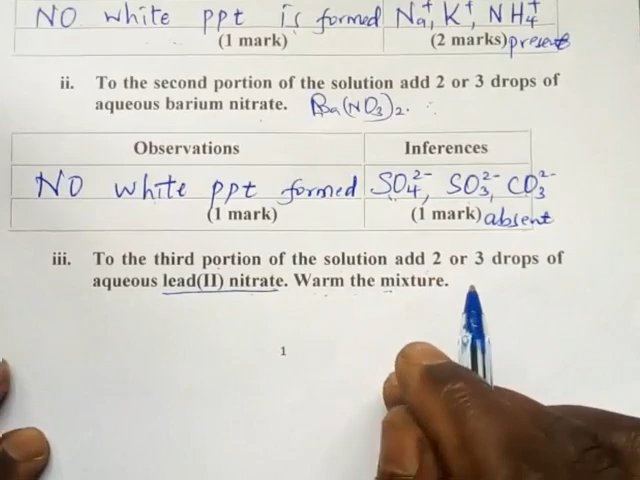 NO white ppt is formed Na⁺, K⁺, NH₄⁺
(1 mark) (2 marks) present
ii. To the second portion of the solution add 2 or 3 drops of
aqueous barium nitrate. Ba(NO₃)₂.
Observations Inferences
NO white ppt formed SO₄²⁻, SO₃²⁻, CO₃²⁻
(1 mark) (1 mark) absent
iii. To the third portion of the solution add 2 or 3 drops of
aqueous lead(II) nitrate. Warm the mixture.
1